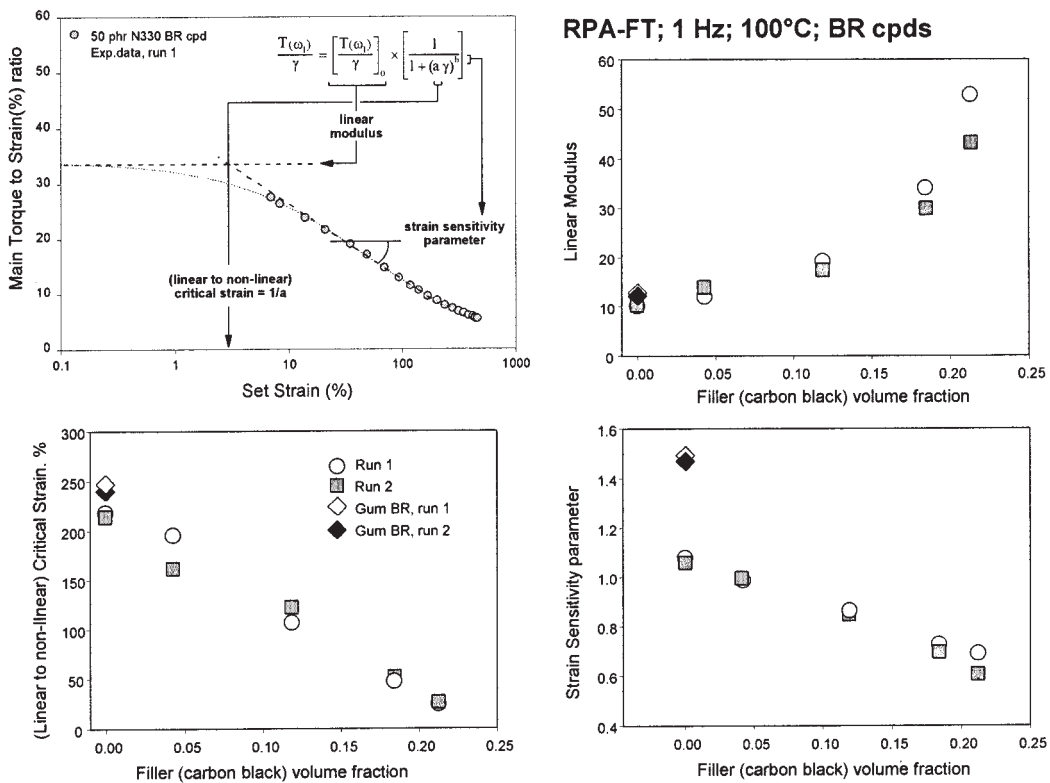 RPA-FT; 1 Hz; 100°C; BR cpds
50 phr N330 BR cpd
Exp.data, run 1
T(ω₁)/γ = [T(ω₁)/γ]₀ × [1/(1 + (a γ)ᵇ)]
linear
modulus
strain sensitivity
parameter
(linear to non-linear)
critical strain = 1/a
Main Torque to Strain(%) ratio
60
50
40
30
20
10
0
0.1 1 10 100 1000
Set Strain (%)
Linear Modulus
60
50
40
30
20
10
0
0.00 0.05 0.10 0.15 0.20 0.25
Filler (carbon black) volume fraction
(Linear to non-linear) Critical Strain. %
300
250
200
150
100
50
0
Run 1
Run 2
Gum BR, run 1
Gum BR, run 2
0.00 0.05 0.10 0.15 0.20 0.25
Filler (carbon black) volume fraction
Strain Sensitivity parameter
1.6
1.4
1.2
1.0
0.8
0.6
0.4
0.00 0.05 0.10 0.15 0.20 0.25
Filler (carbon black) volume fraction